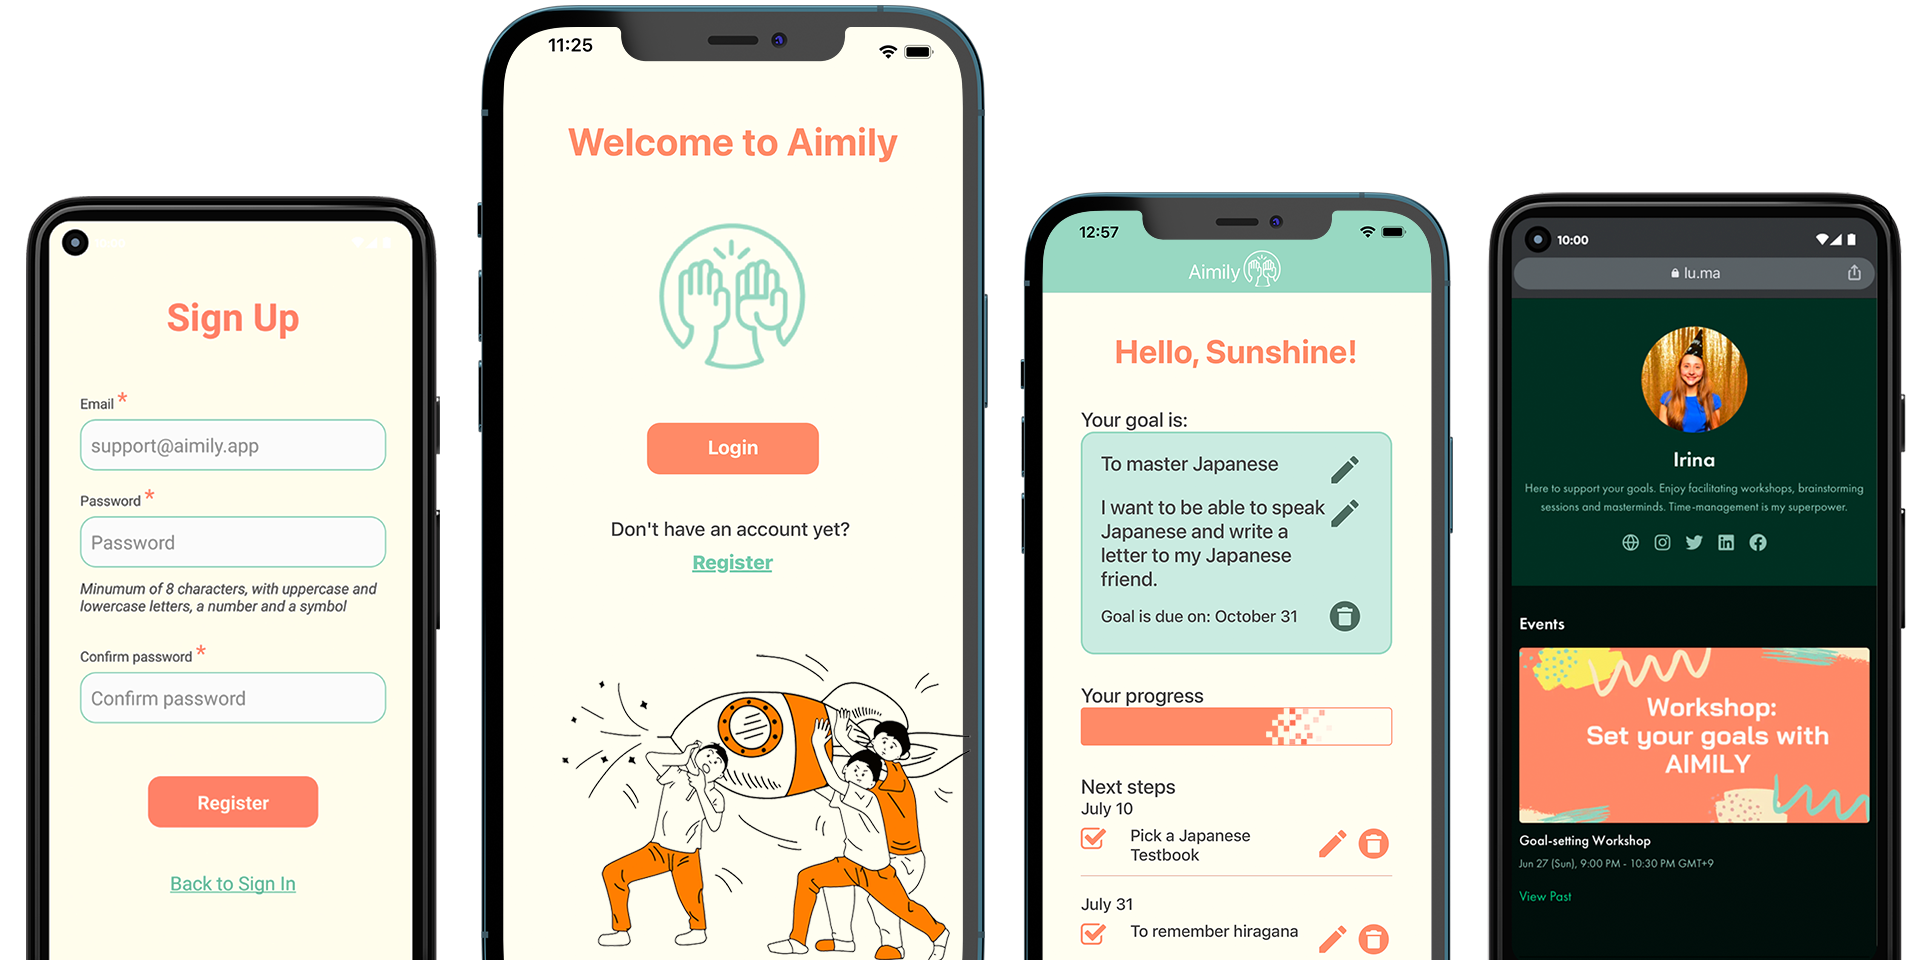 Sign Up
Email *
support@aimily.app
Password *
Password
Minumum of 8 characters, with uppercase and
lowercase letters, a number and a symbol
Confirm password *
Confirm password
Register
Back to Sign In
11:25
Welcome to Aimily
Login
Don't have an account yet?
Register
12:57
Aimily
Hello, Sunshine!
Your goal is:
To master Japanese
I want to be able to speak
Japanese and write a
letter to my Japanese
friend.
Goal is due on: October 31
Your progress
Next steps
July 10
Pick a Japanese
Testbook
July 31
To remember hiragana
10:00
lu.ma
Irina
Here to support your goals. Enjoy facilitating workshops, brainstorming
sessions and masterminds. Time-management is my superpower.
Events
Workshop:
Set your goals with
AIMILY
Goal-setting Workshop
Jun 27 (Sun), 9:00 PM - 10:30 PM GMT+9
View Past